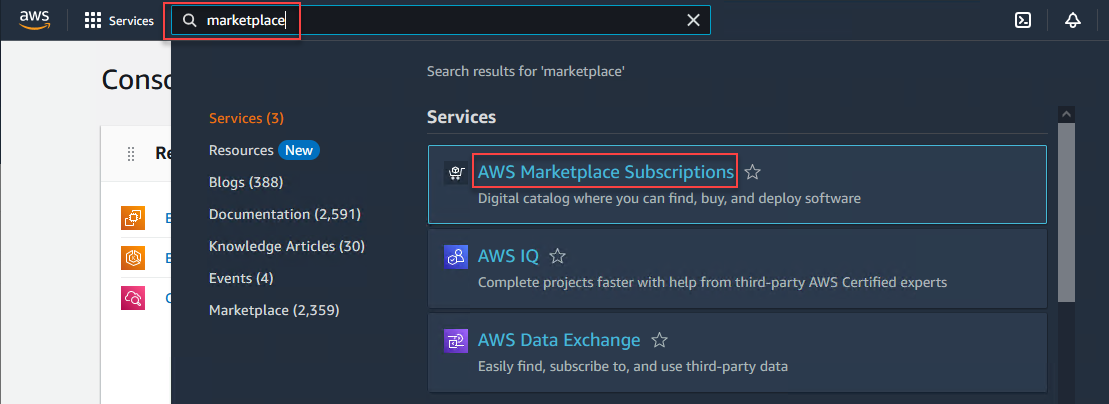 aws
Services
marketplace
Conso
Search results for 'marketplace'
Services (3)
Resources New
Blogs (388)
Documentation (2,591)
Knowledge Articles (30)
Events (4)
Marketplace (2,359)
Services
AWS Marketplace Subscriptions
Digital catalog where you can find, buy, and deploy software
AWS IQ
Complete projects faster with help from third-party AWS Certified experts
AWS Data Exchange
Easily find, subscribe to, and use third-party data
Re